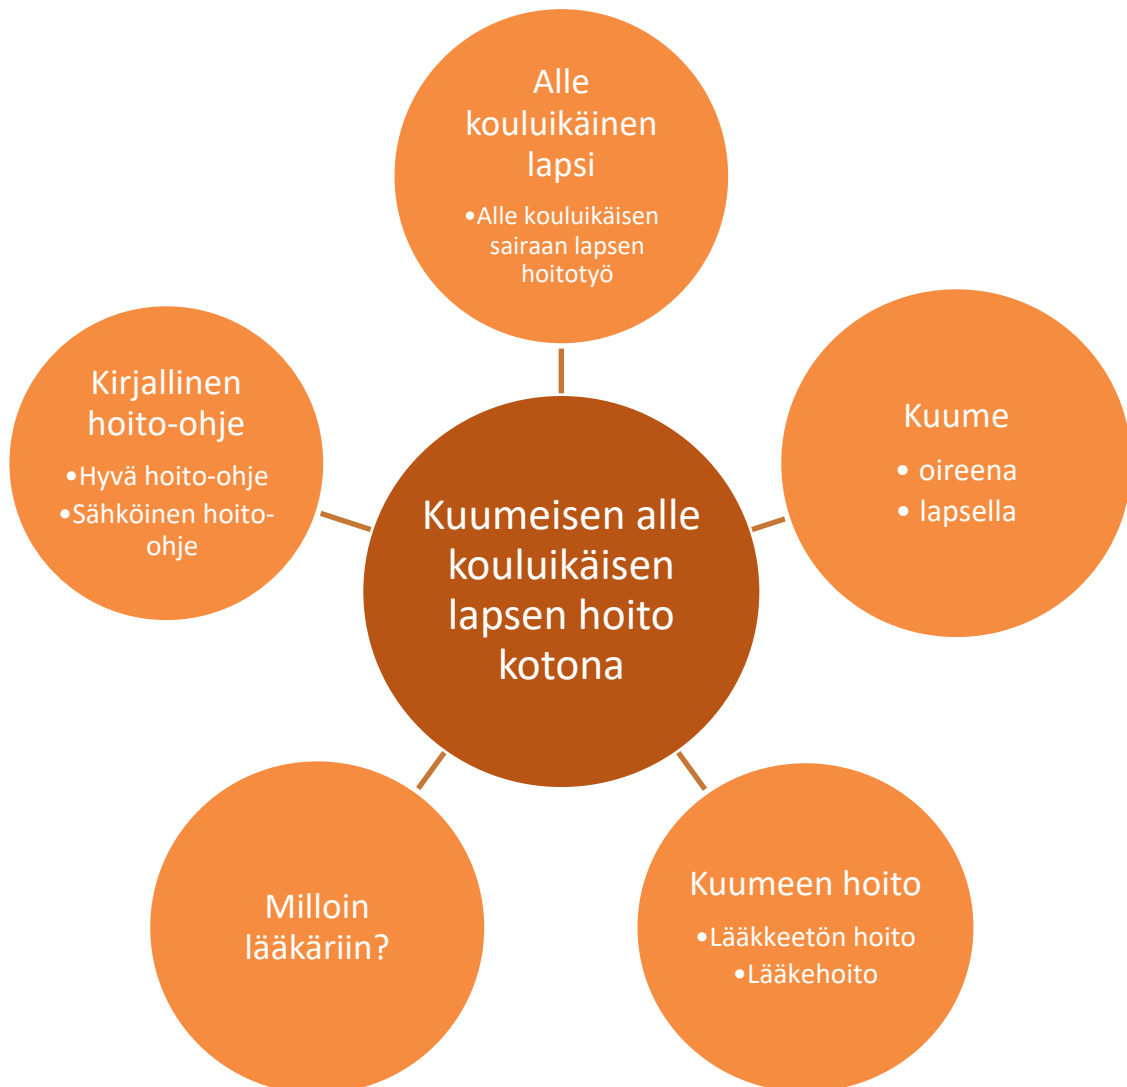 Alle
kouluikäinen
lapsi
•Alle kouluikäisen
sairaan lapsen
hoitotyö
Kuume
• oireena
• lapsella
Kuumeen hoito
•Lääkkeetön hoito
•Lääkehoito
Milloin
lääkäriin?
Kirjallinen
hoito-ohje
•Hyvä hoito-ohje
•Sähköinen hoito-
ohje
Kuumeisen alle
kouluikäisen
lapsen hoito
kotona